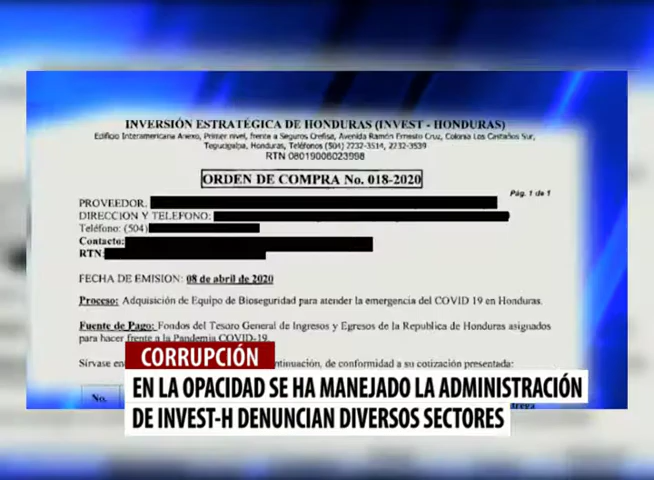 INVERSIÓN ESTRATÉGICA DE HONDURAS (INVEST - HONDURAS)
Edificio Interamericana Anexo, Primer nivel, frente a Seguros Crefisa, Avenida Ramón Ernesto Cruz, Colonia Los Castaños Sur,
Tegucigalpa, Honduras, Teléfonos (504) 2232-3514, 2232-3539
RTN 08019006023998
ORDEN DE COMPRA No. 018-2020
Pág. 1 de 1
PROVEEDOR:
DIRECCION Y TELEFONO:
Teléfono: (504)
Contacto:
RTN:
FECHA DE EMISION: 08 de abril de 2020
Proceso: Adquisición de Equipo de Bioseguridad para atender la emergencia del COVID 19 en Honduras.
Fuente de Pago: Fondos del Tesoro General de Ingresos y Egresos de la Republica de Honduras asignados
para hacer frente a la Pandemia COVID-19.
Sírvase en continuación, de conformidad a su cotización presentada:
No.
CORRUPCIÓN
EN LA OPACIDAD SE HA MANEJADO LA ADMINISTRACIÓN
DE INVEST-H DENUNCIAN DIVERSOS SECTORES